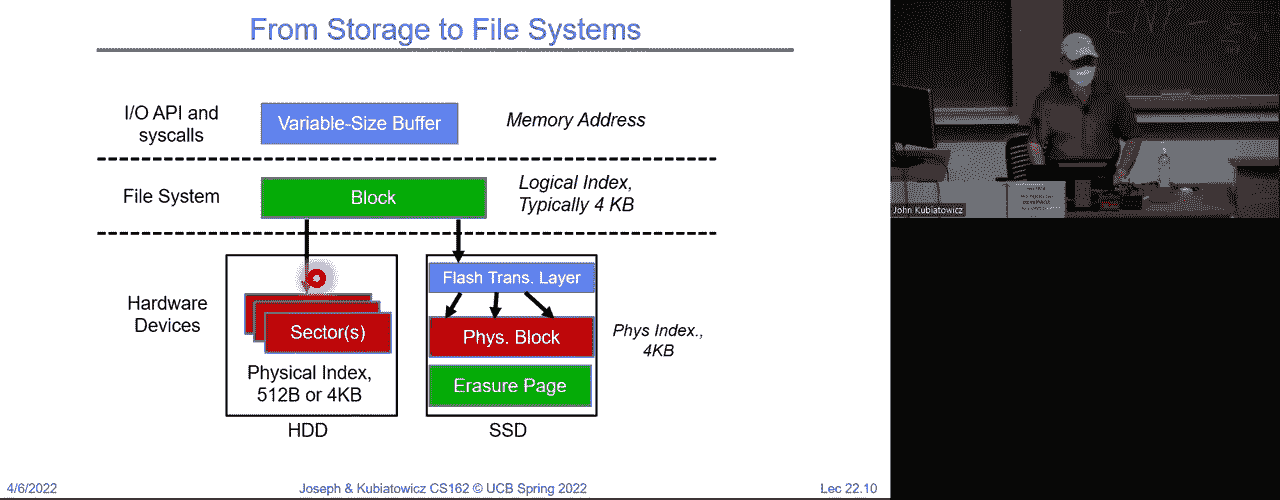 From Storage to File Systems
I/O API and
syscalls
Variable-Size Buffer
Memory Address
File System
Block
Logical Index,
Typically 4 KB
Hardware
Devices
Sector(s)
Physical Index,
512B or 4KB
HDD
Flash Trans. Layer
Phys. Block
Erasure Page
SSD
Phys Index.,
4KB
4/6/2022
Joseph & Kubiatowicz CS162 © UCB Spring 2022
Lec 22.10
John Kubiatowicz